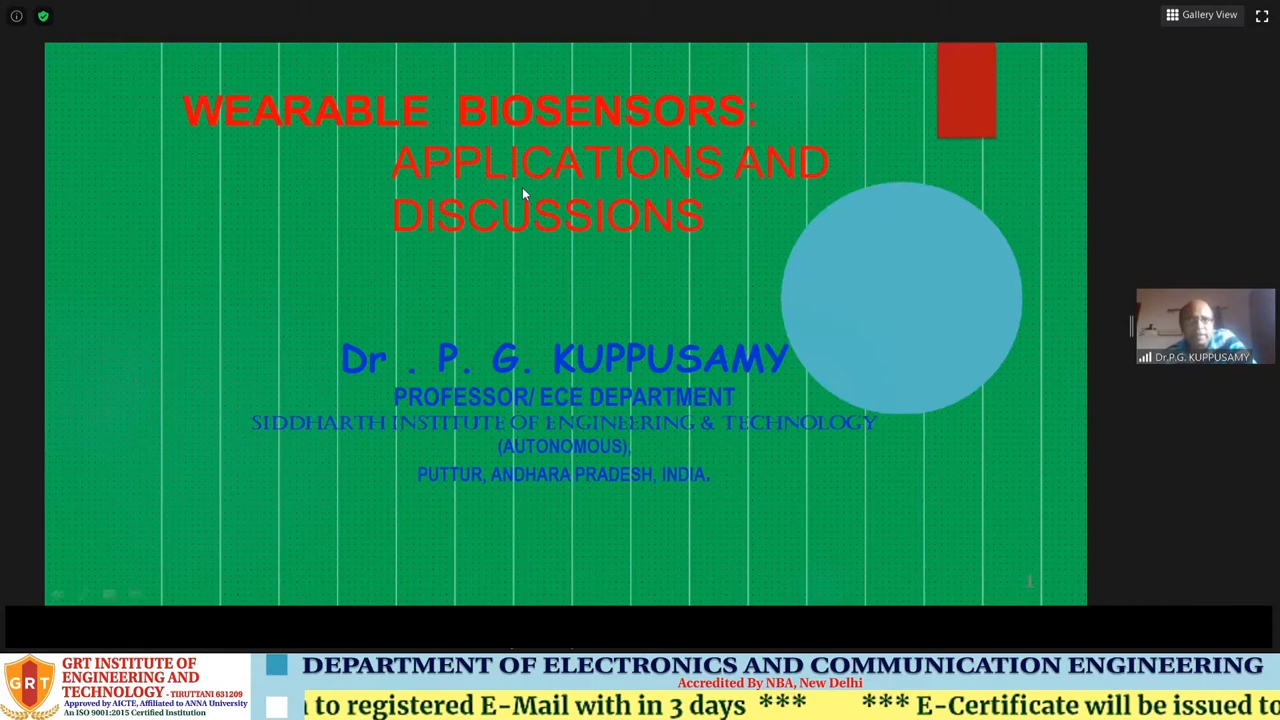 Gallery View
WEARABLE BIOSENSORS:
APPLICATIONS AND
DISCUSSIONS
Dr . P. G. KUPPUSAMY
PROFESSOR/ ECE DEPARTMENT
SIDDHARTH INSTITUTE OF ENGINEERING & TECHNOLOGY
(AUTONOMOUS),
PUTTUR, ANDHARA PRADESH, INDIA.
1
Dr.P.G. KUPPUSAMY
GRT
GRT INSTITUTE OF
ENGINEERING AND
TECHNOLOGY - TIRUTTANI 631209
Approved by AICTE, Affiliated to ANNA University
An ISO 9001:2015 Certified Institution
DEPARTMENT OF ELECTRONICS AND COMMUNICATION ENGINEERING
Accredited By NBA, New Delhi
to registered E-Mail with in 3 days *** *** E-Certificate will be issued to